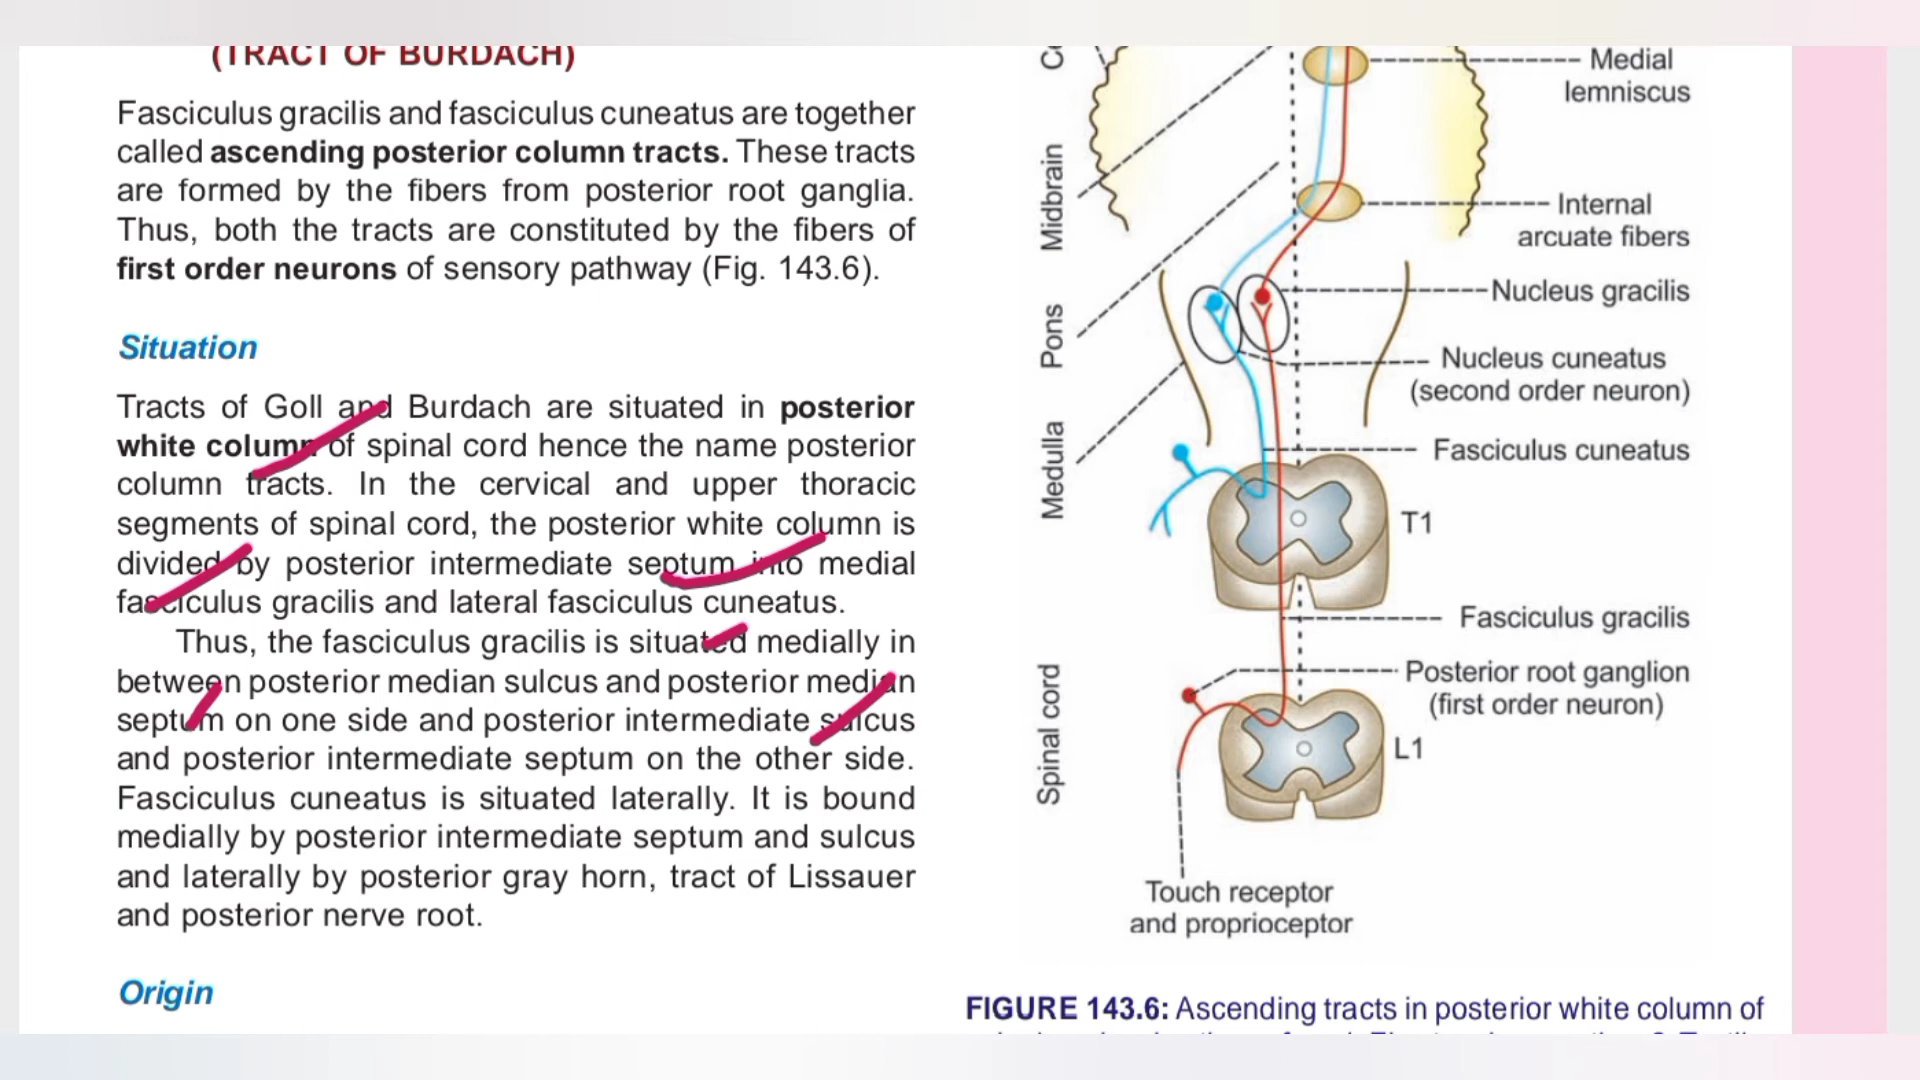 (TRACT OF BURDACH)
Fasciculus gracilis and fasciculus cuneatus are together
called ascending posterior column tracts. These tracts
are formed by the fibers from posterior root ganglia.
Thus, both the tracts are constituted by the fibers of
first order neurons of sensory pathway (Fig. 143.6).
Situation
Tracts of Goll and Burdach are situated in posterior
white column of spinal cord hence the name posterior
column tracts. In the cervical and upper thoracic
segments of spinal cord, the posterior white column is
divided by posterior intermediate septum into medial
fasciculus gracilis and lateral fasciculus cuneatus.
Thus, the fasciculus gracilis is situated medially in
between posterior median sulcus and posterior median
septum on one side and posterior intermediate sulcus
and posterior intermediate septum on the other side.
Fasciculus cuneatus is situated laterally. It is bound
medially by posterior intermediate septum and sulcus
and laterally by posterior gray horn, tract of Lissauer
and posterior nerve root.
Origin
Medial
lemniscus
Midbrain
Internal
arcuate fibers
Nucleus gracilis
Pons
Nucleus cuneatus
(second order neuron)
Medulla
Fasciculus cuneatus
T1
Fasciculus gracilis
Spinal cord
Posterior root ganglion
(first order neuron)
L1
Touch receptor
and proprioceptor
FIGURE 143.6: Ascending tracts in posterior white column of